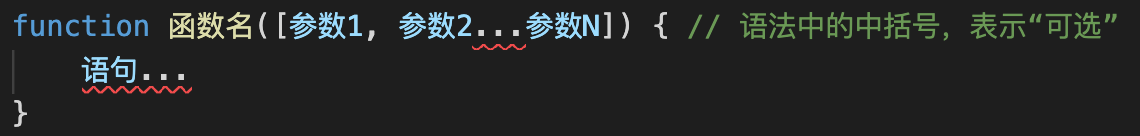 function 函数名([参数1, 参数2...参数N]) { // 语法中的中括号，表示“可选”
语句...
}